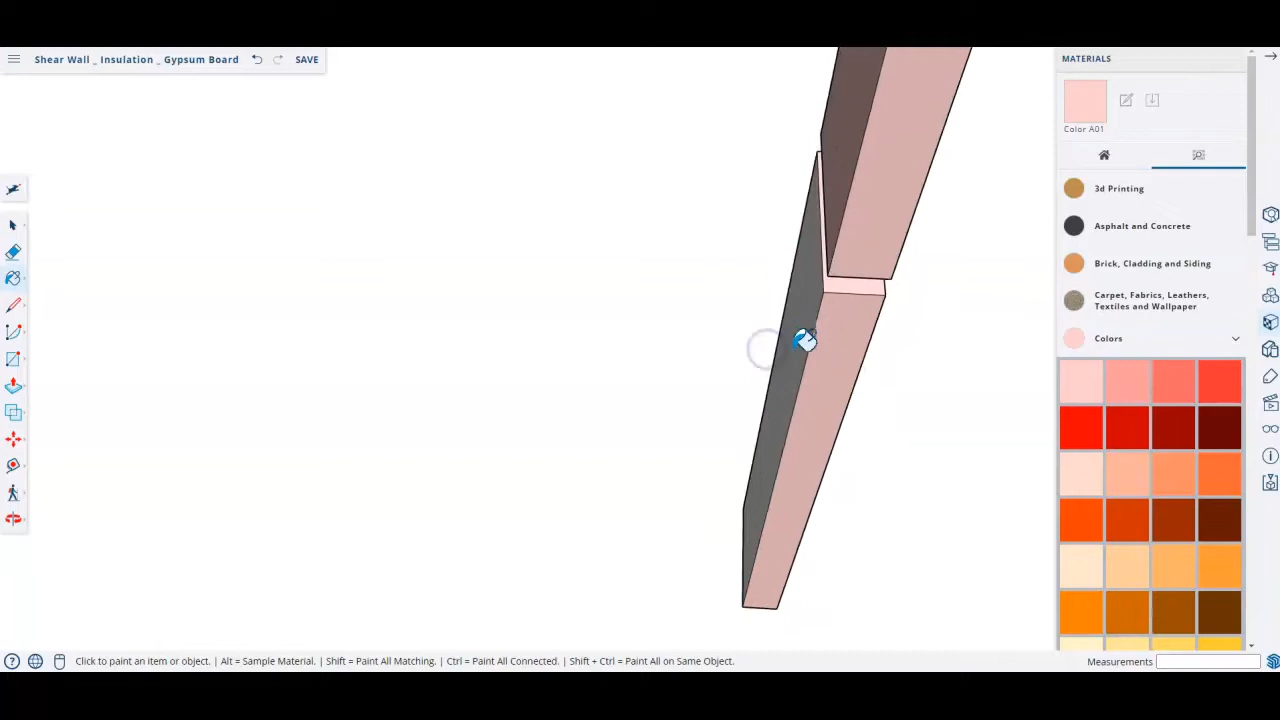 Shear Wall _ Insulation _ Gypsum Board
SAVE
MATERIALS
Color A01
3d Printing
Asphalt and Concrete
Brick, Cladding and Siding
Carpet, Fabrics, Leathers,
Textiles and Wallpaper
Colors
Click to paint an item or object. | Alt = Sample Material. | Shift = Paint All Matching. | Ctrl = Paint All Connected. | Shift + Ctrl = Paint All on Same Object.
Measurements